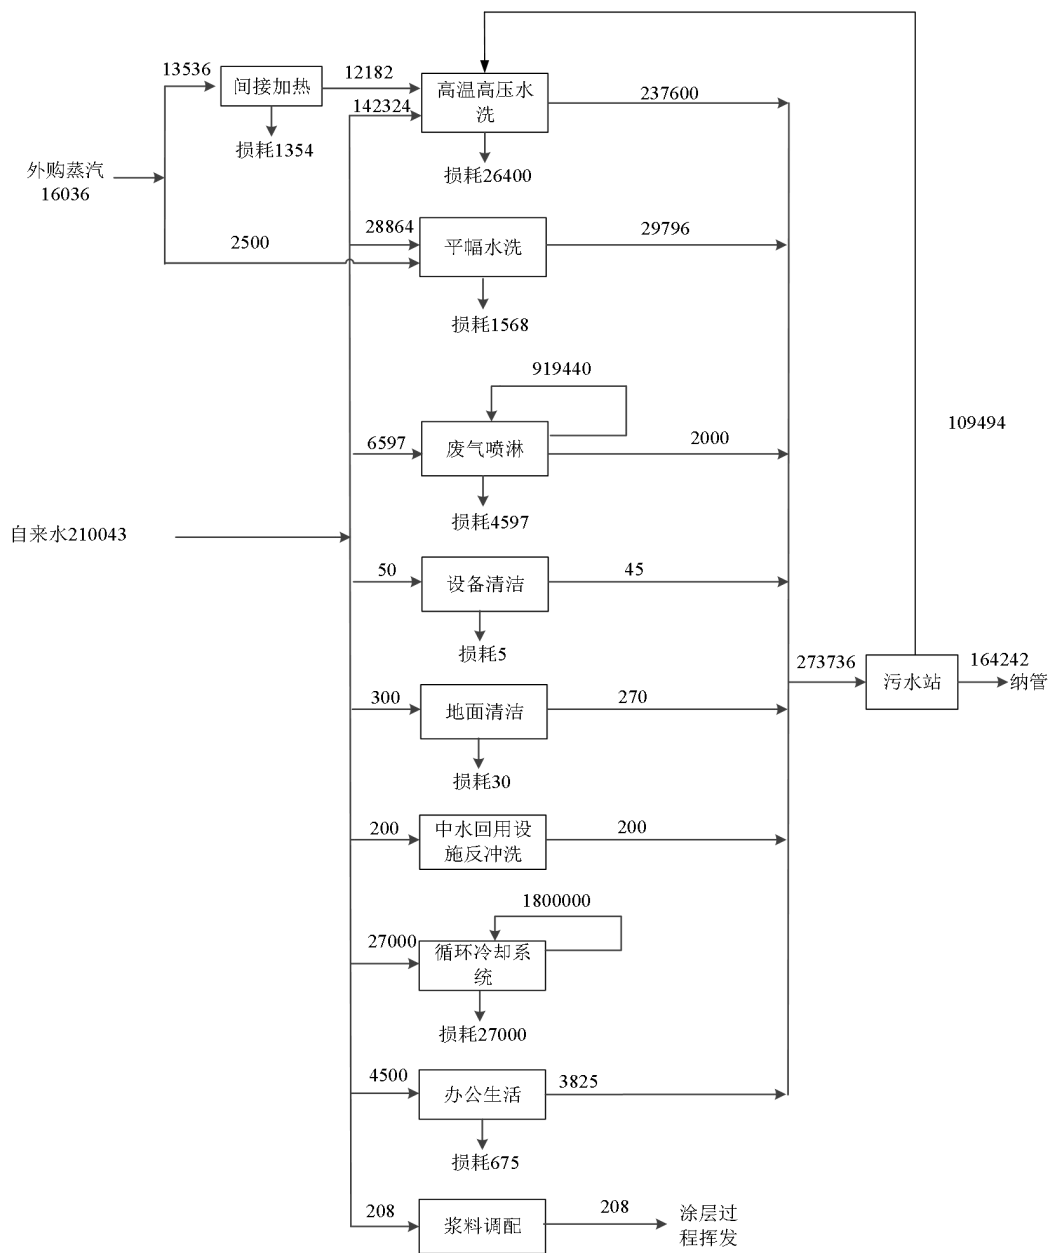 13536
间接加热
12182
142324
高温高压水
洗
237600
损耗1354
损耗26400
外购蒸汽
16036
2500
28864
平幅水洗
29796
损耗1568
919440
6597
废气喷淋
2000
109494
损耗4597
自来水210043
50
设备清洁
45
损耗5
273736
污水站
164242
纳管
300
地面清洁
270
损耗30
200
中水回用设
施反冲洗
200
1800000
27000
循环冷却系
统
损耗27000
4500
办公生活
3825
损耗675
208
浆料调配
208
涂层过
程挥发